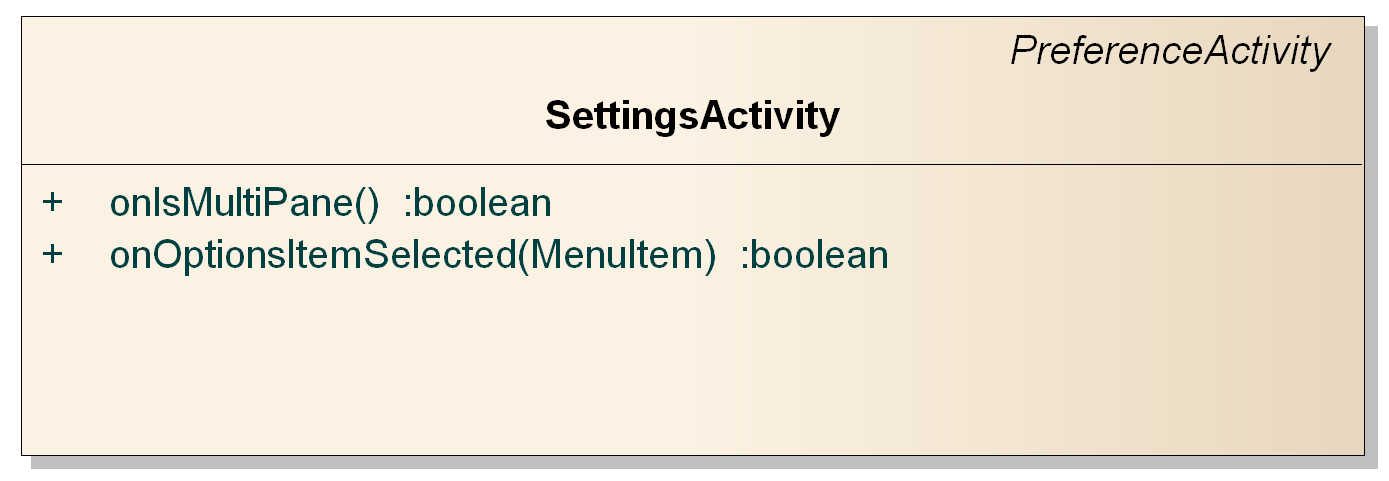 PreferenceActivity
SettingsActivity
+ onIsMultiPane() :boolean
+ onOptionsItemSelected(MenuItem) :boolean